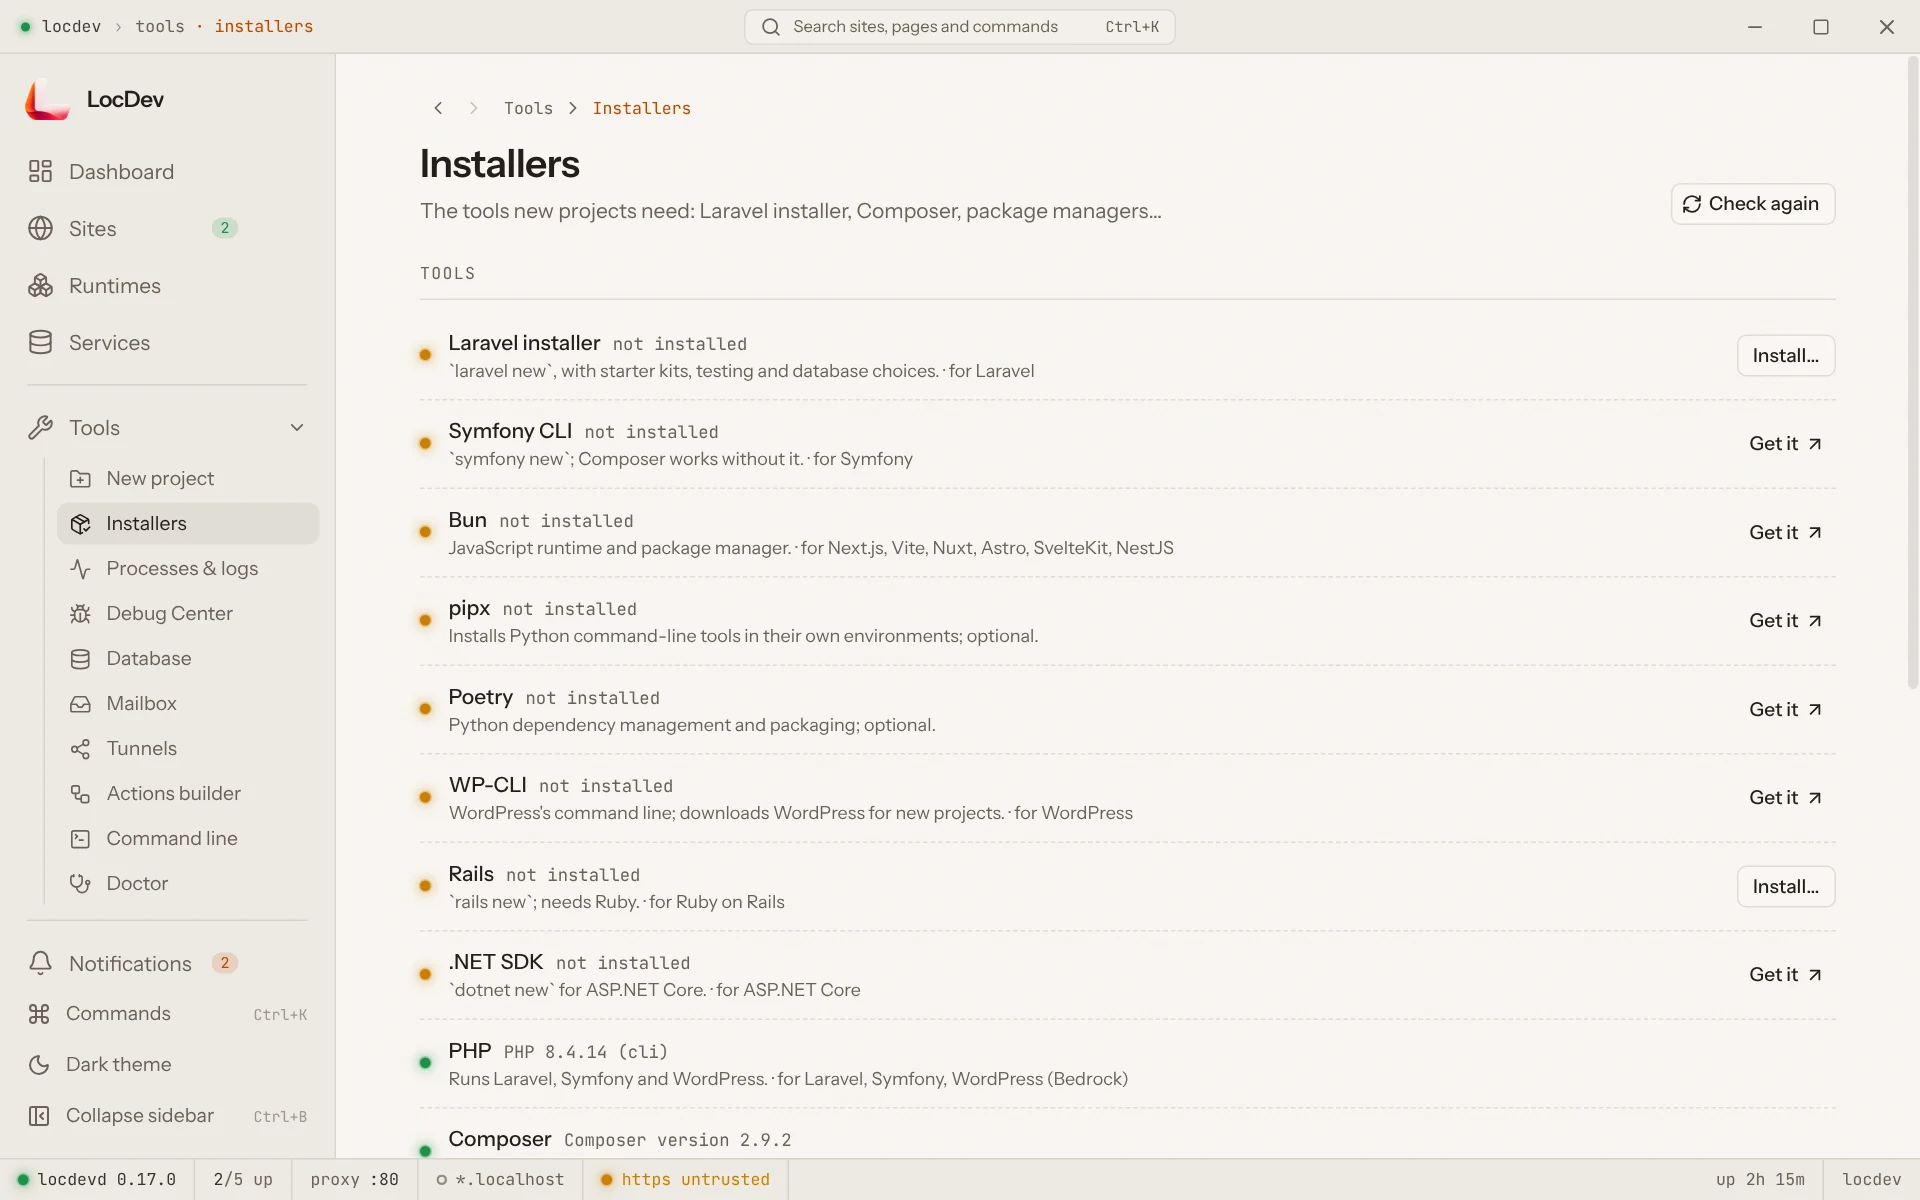 locdev › tools · installers
Search sites, pages and commands Ctrl+K
LocDev
Dashboard
Sites 2
Runtimes
Services
Tools
New project
Installers
Processes & logs
Debug Center
Database
Mailbox
Tunnels
Actions builder
Command line
Doctor
Notifications 2
Commands Ctrl+K
Dark theme
Collapse sidebar Ctrl+B
Tools > Installers
Installers
The tools new projects need: Laravel installer, Composer, package managers...
Check again
TOOLS
Laravel installer not installed
`laravel new`, with starter kits, testing and database choices. · for Laravel
Install...
Symfony CLI not installed
`symfony new`; Composer works without it. · for Symfony
Get it
Bun not installed
JavaScript runtime and package manager. · for Next.js, Vite, Nuxt, Astro, SvelteKit, NestJS
Get it
pipx not installed
Installs Python command-line tools in their own environments; optional.
Get it
Poetry not installed
Python dependency management and packaging; optional.
Get it
WP-CLI not installed
WordPress's command line; downloads WordPress for new projects. · for WordPress
Get it
Rails not installed
`rails new`; needs Ruby. · for Ruby on Rails
Install...
.NET SDK not installed
`dotnet new` for ASP.NET Core. · for ASP.NET Core
Get it
PHP PHP 8.4.14 (cli)
Runs Laravel, Symfony and WordPress. · for Laravel, Symfony, WordPress (Bedrock)
Composer Composer version 2.9.2
locdevd 0.17.0 2/5 up proxy :80 *.localhost https untrusted up 2h 15m locdev